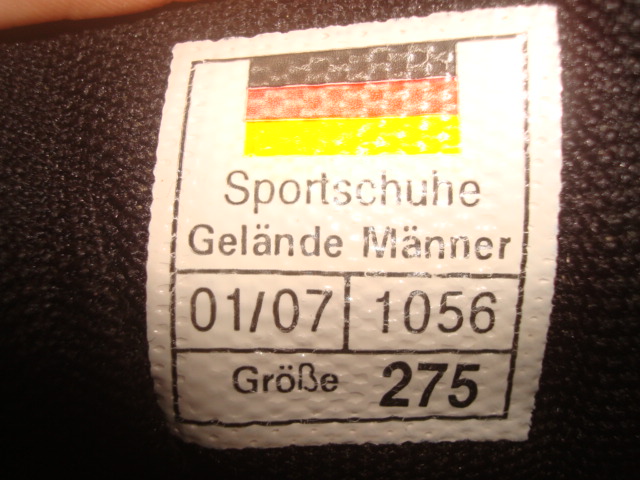 Sportschuhe
Gelände Männer
01/07 1056
Größe 275